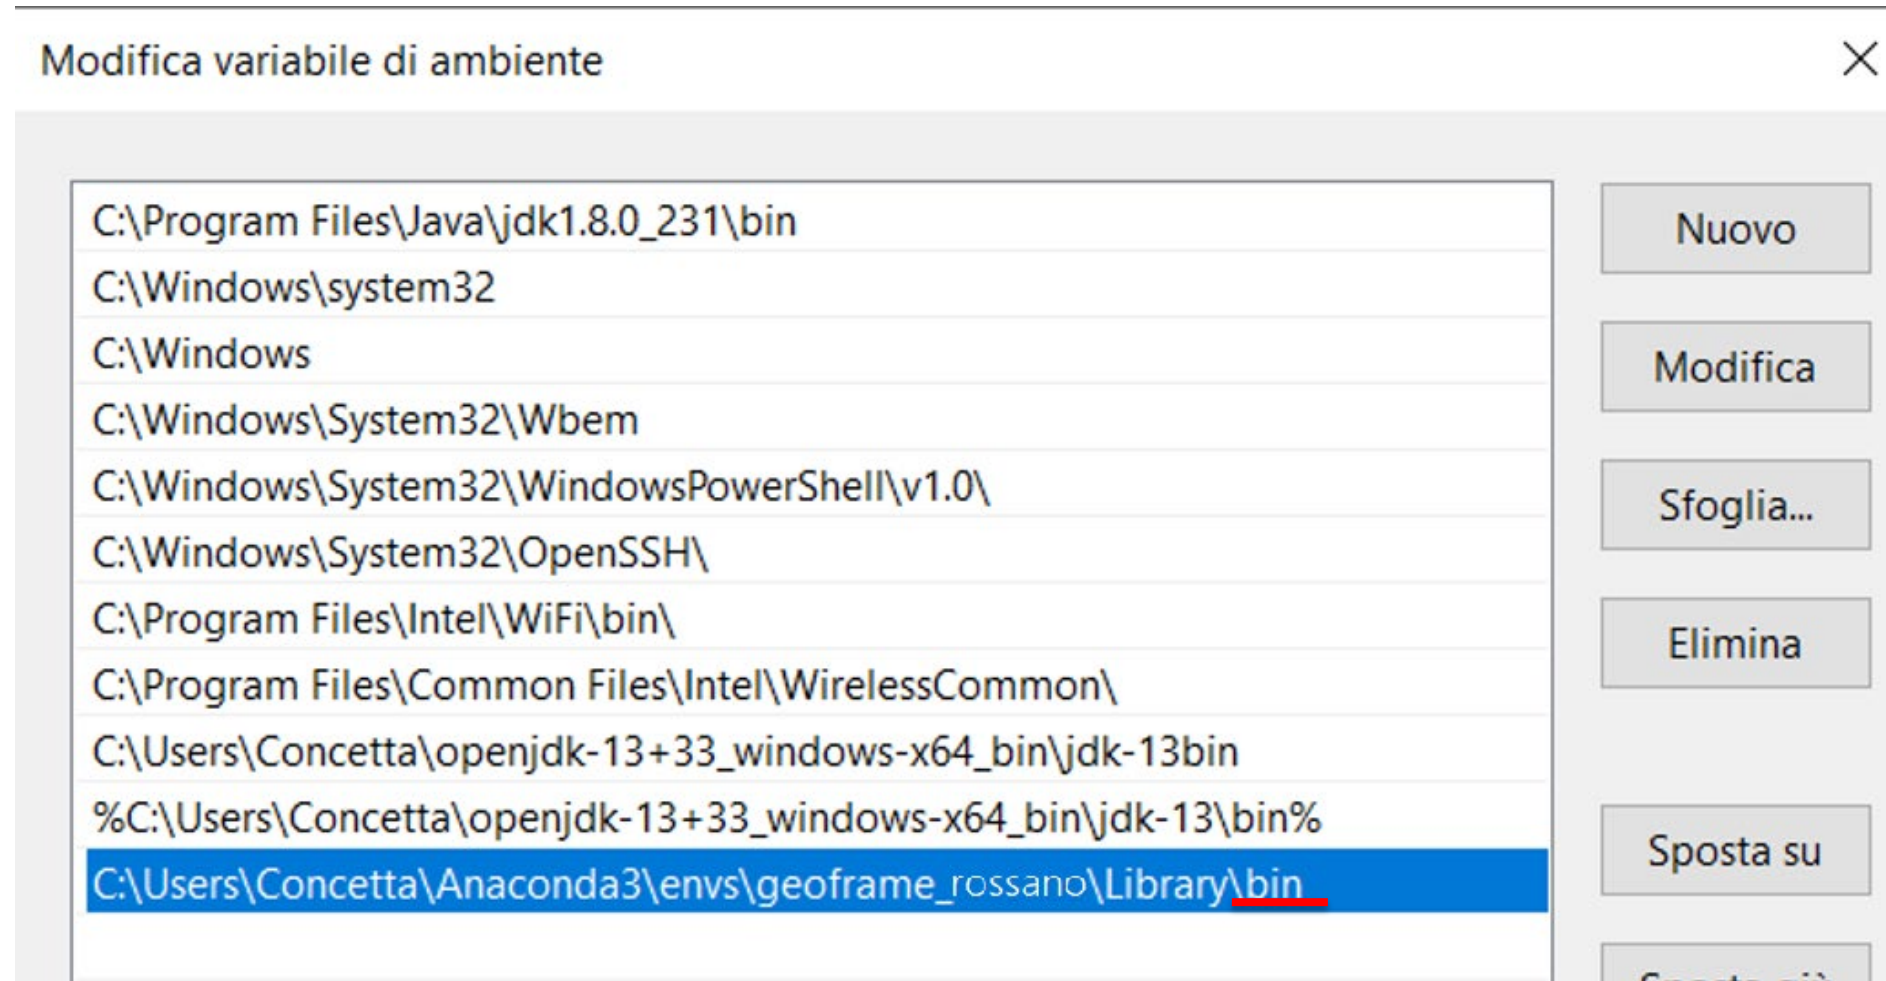 Modifica variabile di ambiente
C:\Program Files\Java\jdk1.8.0_231\bin
C:\Windows\system32
C:\Windows
C:\Windows\System32\Wbem
C:\Windows\System32\WindowsPowerShell\v1.0\
C:\Windows\System32\OpenSSH\
C:\Program Files\Intel\WiFi\bin\
C:\Program Files\Common Files\Intel\WirelessCommon\
C:\Users\Concetta\openjdk-13+33_windows-x64_bin\jdk-13bin
%C:\Users\Concetta\openjdk-13+33_windows-x64_bin\jdk-13\bin%
C:\Users\Concetta\Anaconda3\envs\geoframe_rossano\Library\bin
Nuovo
Modifica
Sfoglia...
Elimina
Sposta su